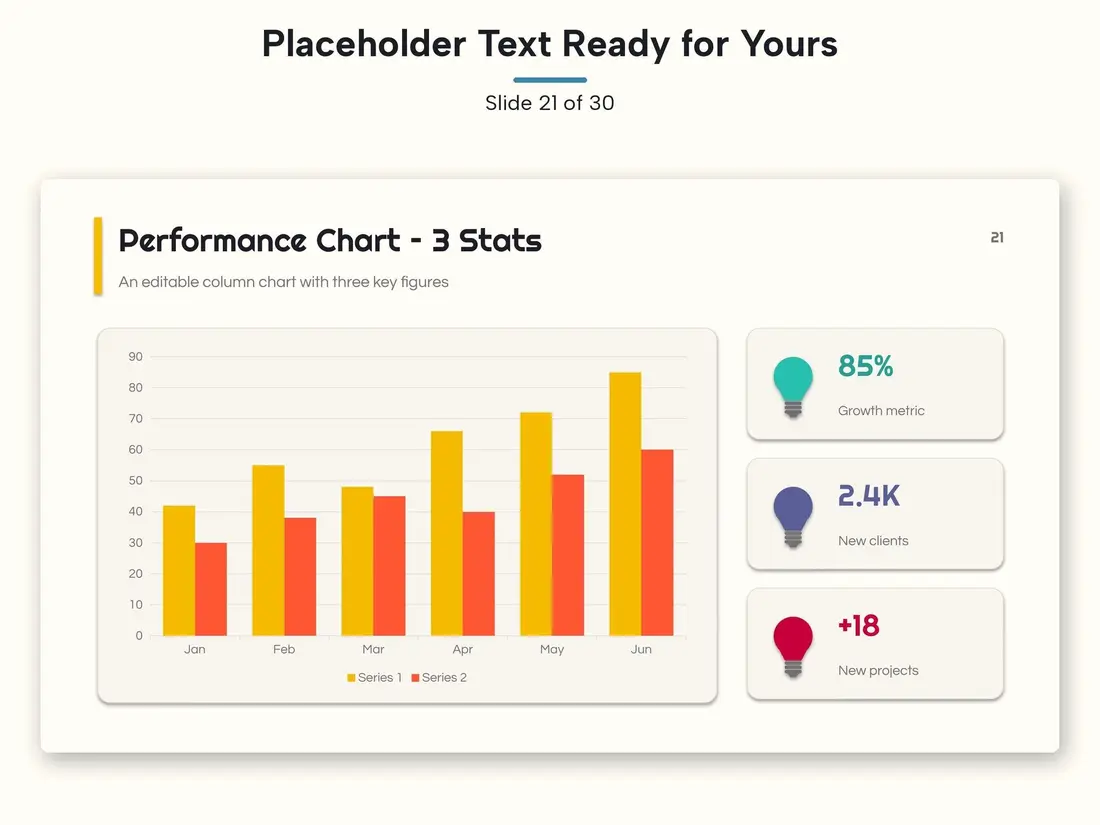 Placeholder Text Ready for Yours
Slide 21 of 30
Performance Chart - 3 Stats
21
An editable column chart with three key figures
90
80
70
60
50
40
30
20
10
0
Jan Feb Mar Apr May Jun
Series 1 Series 2
85%
Growth metric
2.4K
New clients
+18
New projects